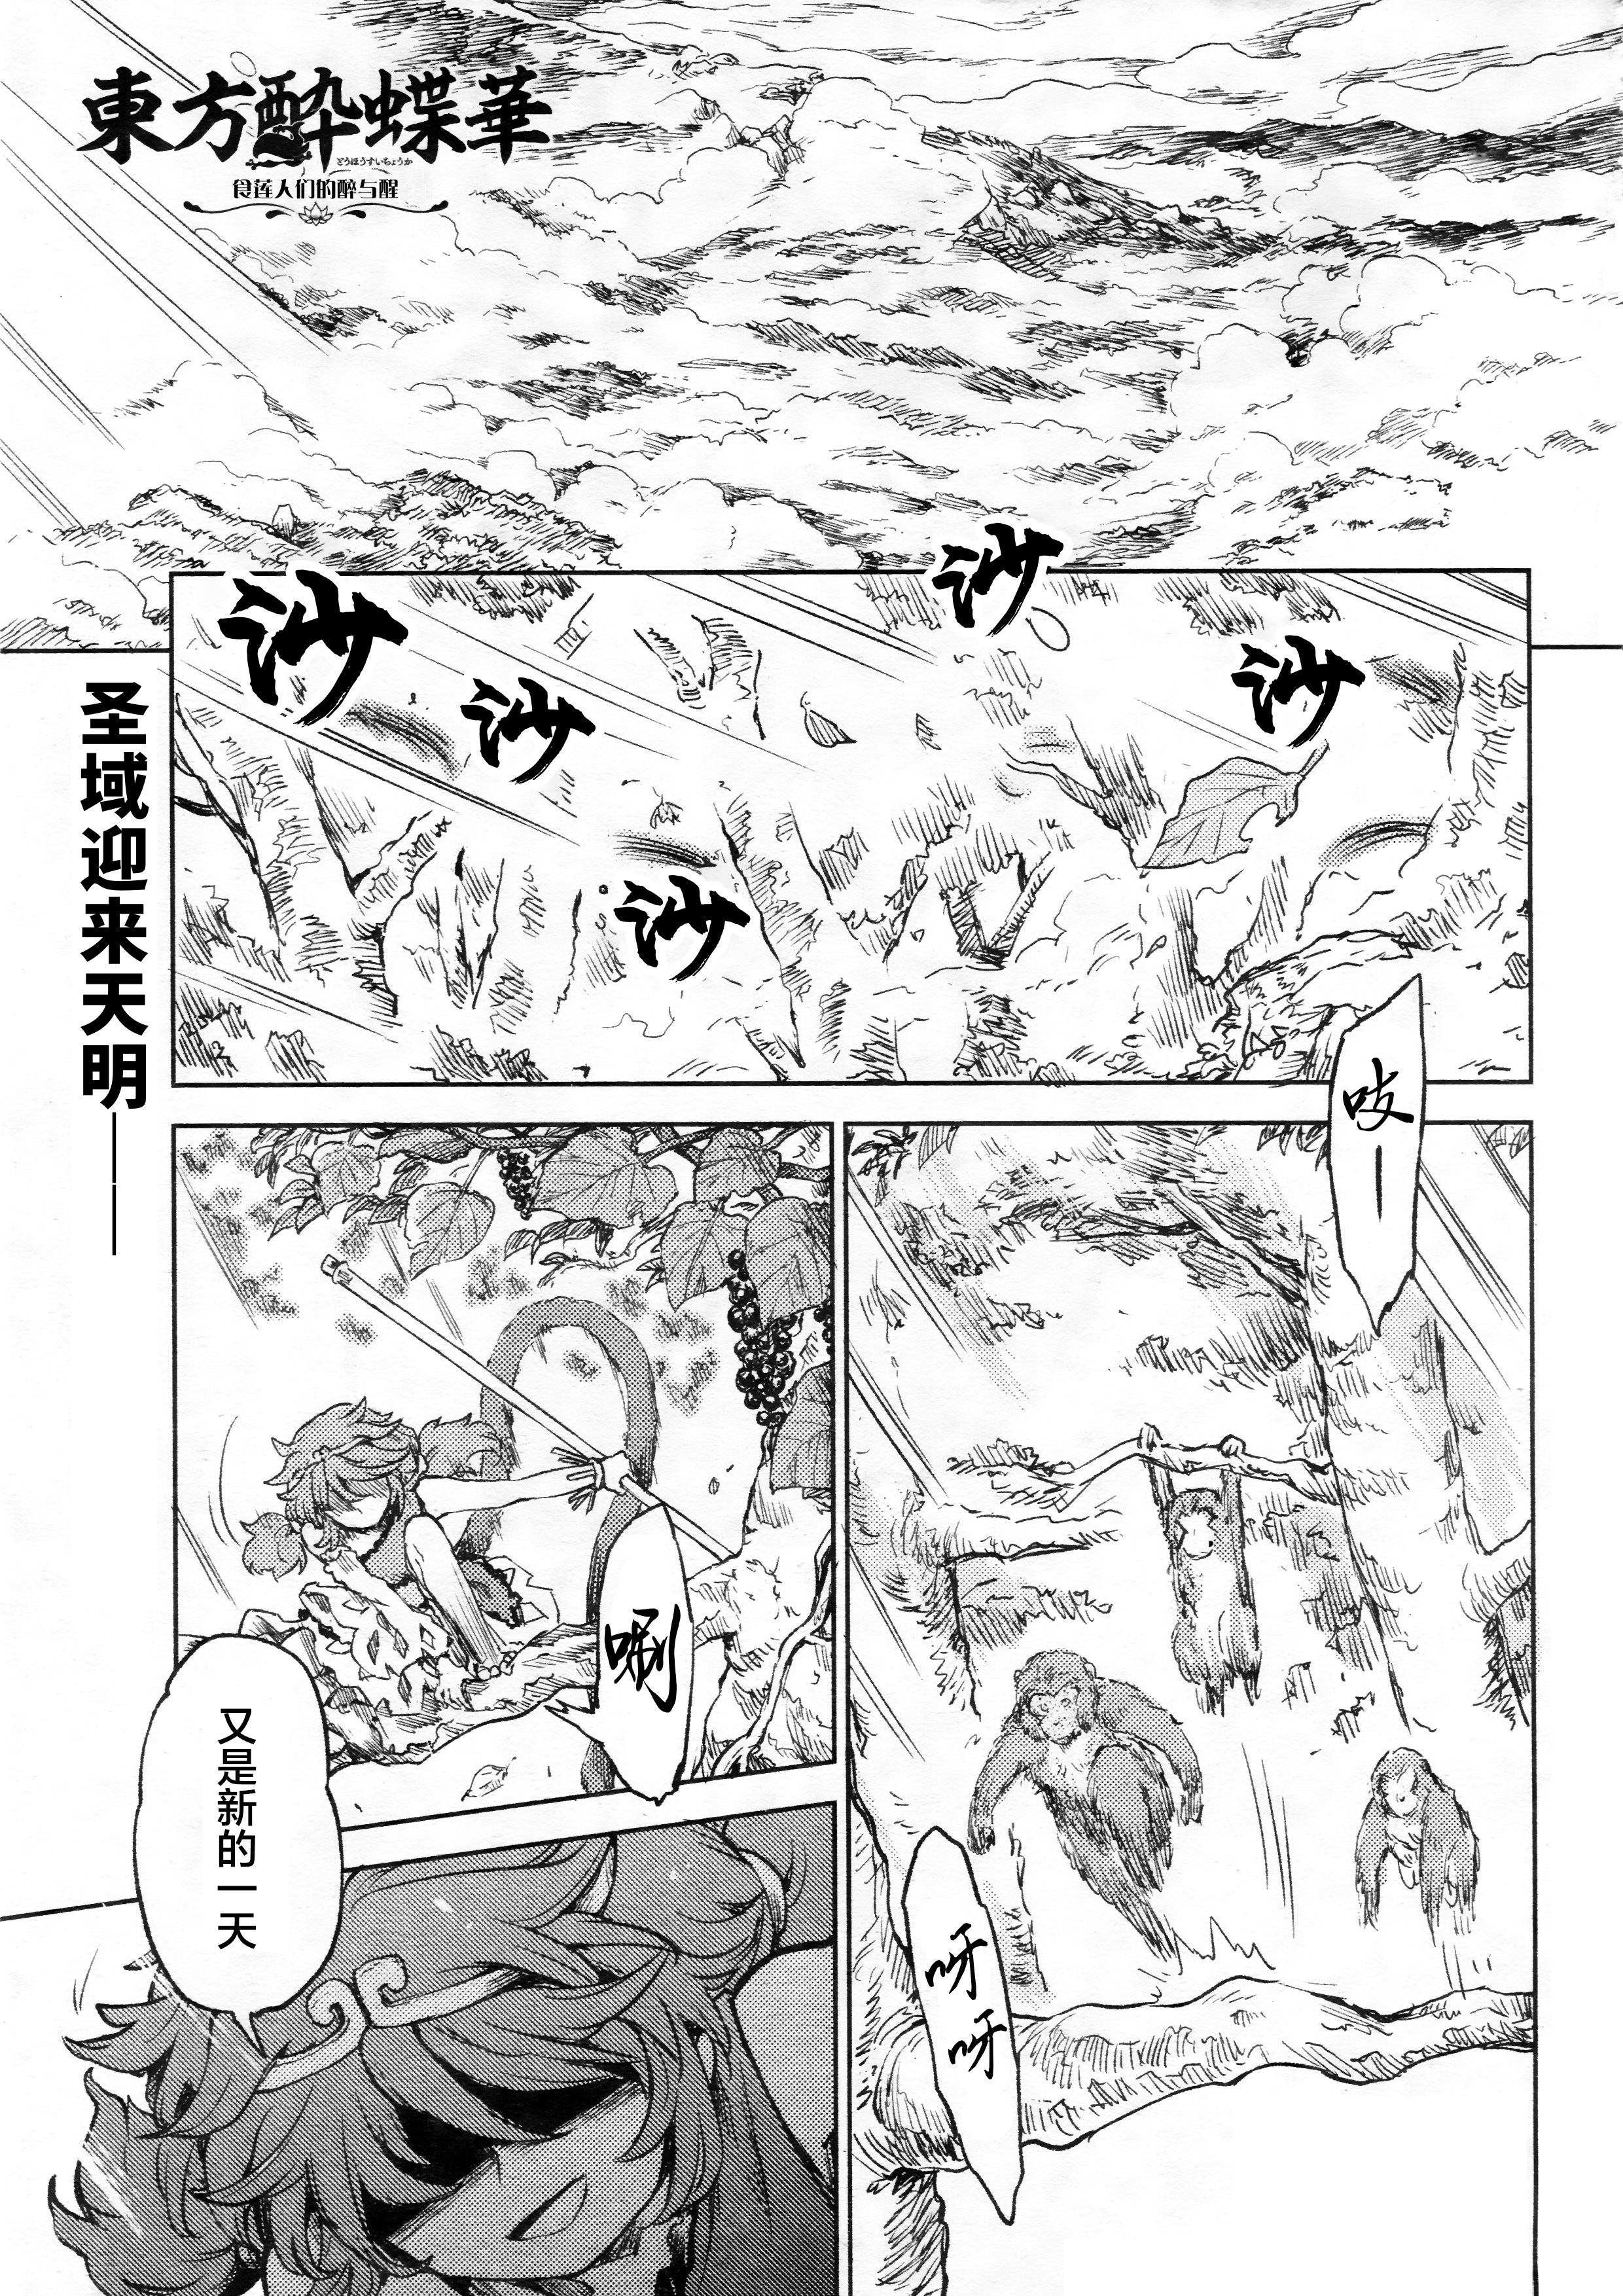 東方酔蝶華
とうほうすいちょうか
食莲人们的醉与醒
沙
沙
沙
沙
沙
圣域迎来天明——
吱—
呀呀
唰
又是新的一天